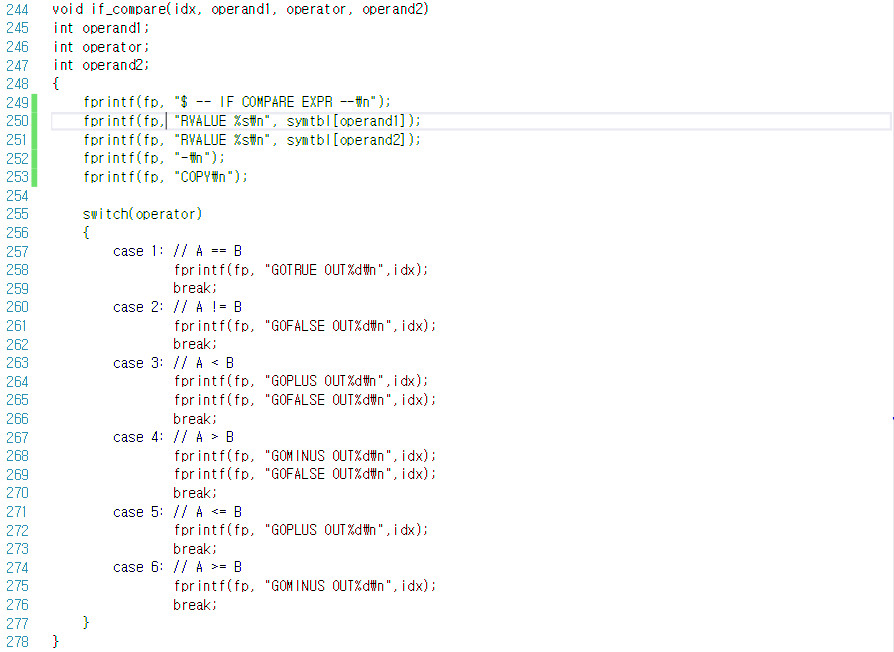 244 void if_compare(idx, operand1, operator, operand2)
245 int operand1;
246 int operator;
247 int operand2;
248 {
249 fprintf(fp, "$ -- IF COMPARE EXPR --₩n");
250 fprintf(fp, "RVALUE %s₩n", symtbl[operand1]);
251 fprintf(fp, "RVALUE %s₩n", symtbl[operand2]);
252 fprintf(fp, "-₩n");
253 fprintf(fp, "COPY₩n");
254
255 switch(operator)
256 {
257 case 1: // A == B
258 fprintf(fp, "GOTRUE OUT%d₩n",idx);
259 break;
260 case 2: // A != B
261 fprintf(fp, "GOFALSE OUT%d₩n",idx);
262 break;
263 case 3: // A < B
264 fprintf(fp, "GOPLUS OUT%d₩n",idx);
265 fprintf(fp, "GOFALSE OUT%d₩n",idx);
266 break;
267 case 4: // A > B
268 fprintf(fp, "GOMINUS OUT%d₩n",idx);
269 fprintf(fp, "GOFALSE OUT%d₩n",idx);
270 break;
271 case 5: // A <= B
272 fprintf(fp, "GOPLUS OUT%d₩n",idx);
273 break;
274 case 6: // A >= B
275 fprintf(fp, "GOMINUS OUT%d₩n",idx);
276 break;
277 }
278 }